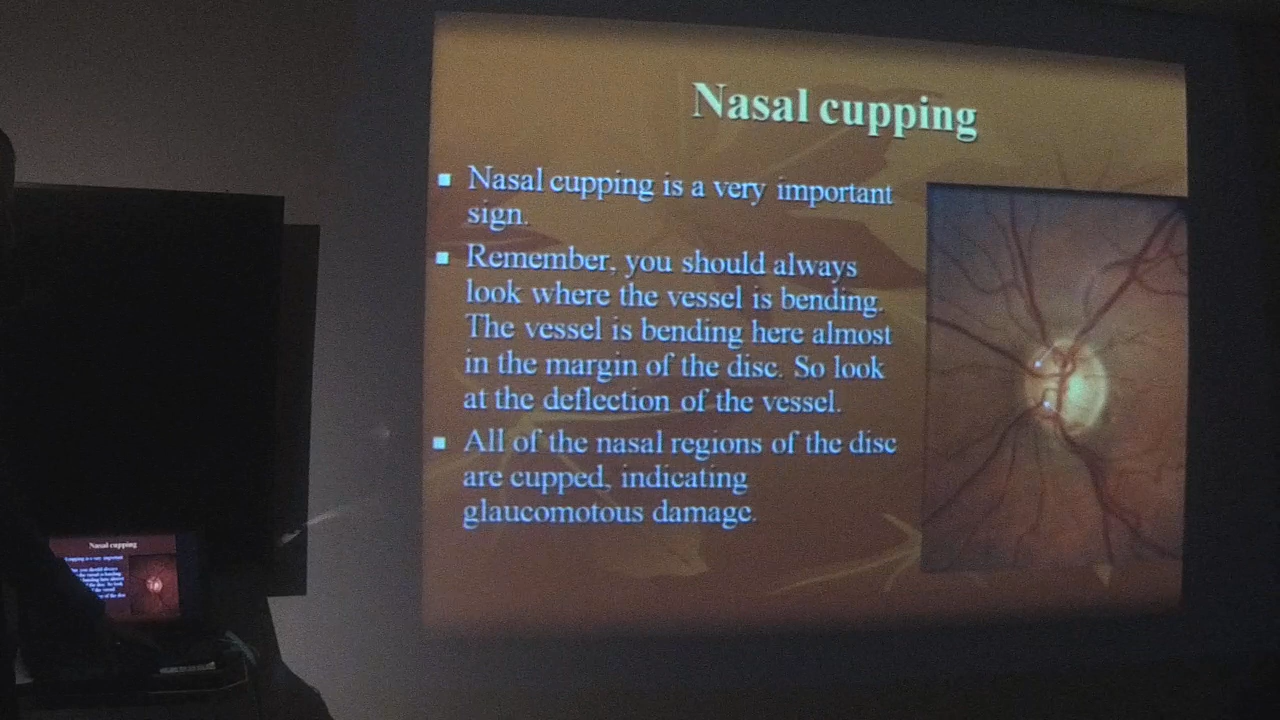 Nasal cupping
Nasal cupping is a very important
sign.
Remember, you should always
look where the vessel is bending.
The vessel is bending here almost
in the margin of the disc. So look
at the deflection of the vessel.
All of the nasal regions of the disc
are cupped, indicating
glaucomotous damage.
Nasal cupping